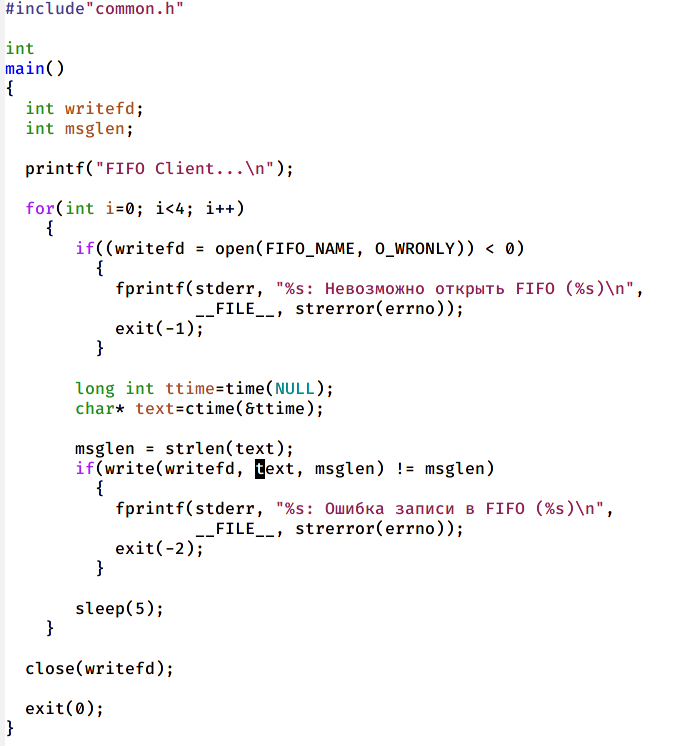 #include"common.h"
int
main()
{
int writefd;
int msglen;
printf("FIFO Client...\n");
for(int i=0; i<4; i++)
{
if((writefd = open(FIFO_NAME, O_WRONLY)) < 0)
{
fprintf(stderr, "%s: Невозможно открыть FIFO (%s)\n",
__FILE__, strerror(errno));
exit(-1);
}
long int ttime=time(NULL);
char* text=ctime(&ttime);
msglen = strlen(text);
if(write(writefd, text, msglen) != msglen)
{
fprintf(stderr, "%s: Ошибка записи в FIFO (%s)\n",
__FILE__, strerror(errno));
exit(-2);
}
sleep(5);
}
close(writefd);
exit(0);
}